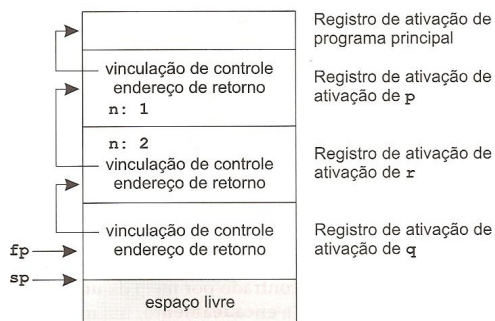 Registro de ativação de
programa principal
vinculação de controle
endereço de retorno
n: 1
Registro de ativação de
ativação de p
n: 2
vinculação de controle
endereço de retorno
Registro de ativação de
ativação de r
vinculação de controle
endereço de retorno
Registro de ativação de
ativação de q
fp
sp
espaço livre